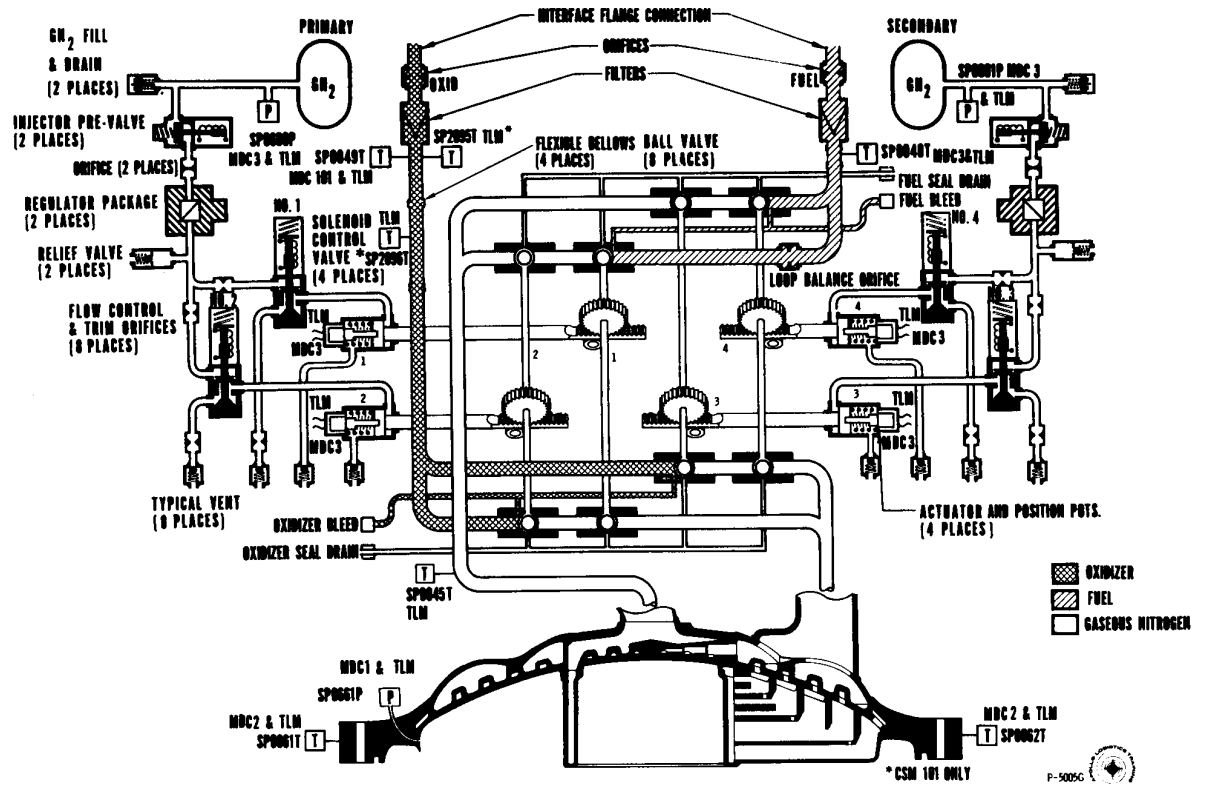 INTERFACE FLANGE CONNECTION
GN2 FILL
& DRAIN
(2 PLACES)
PRIMARY
SECONDARY
ORIFICES
FILTERS
OXID
FUEL
GN2
GN2
P
SP0600P
MDC3 & TLM
SP0601P MDC 3
& TLM
P
INJECTOR PRE-VALVE
(2 PLACES)
ORIFICE (2 PLACES)
REGULATOR PACKAGE
(2 PLACES)
RELIEF VALVE
(2 PLACES)
FLOW CONTROL
& TRIM ORIFICES
(8 PLACES)
SP0049T
MDC 101 & TLM
T
T
SP2095T TLM *
FLEXIBLE BELLOWS
(4 PLACES)
BALL VALVE
(8 PLACES)
T
SP0048T
MDC3&TLM
FUEL SEAL DRAIN
FUEL BLEED
NO. 1
NO. 4
SOLENOID
CONTROL
VALVE
(4 PLACES)
TLM
T
*SP2096T
LOOP BALANCE ORIFICE
TLM
MDC3
1
2
1
4
4
TLM
MDC3
TLM
MDC3
2
3
3
TLM
MDC3
TYPICAL VENT
(8 PLACES)
OXIDIZER BLEED
OXIDIZER SEAL DRAIN
ACTUATOR AND POSITION POTS.
(4 PLACES)
T
SP0045T
TLM
OXIDIZER
FUEL
GASEOUS NITROGEN
MDC1 & TLM
SP0661P
P
MDC2 & TLM
SP0061T
T
MDC 2 & TLM
T
SP0062T
*CSM 101 ONLY
P-5005G